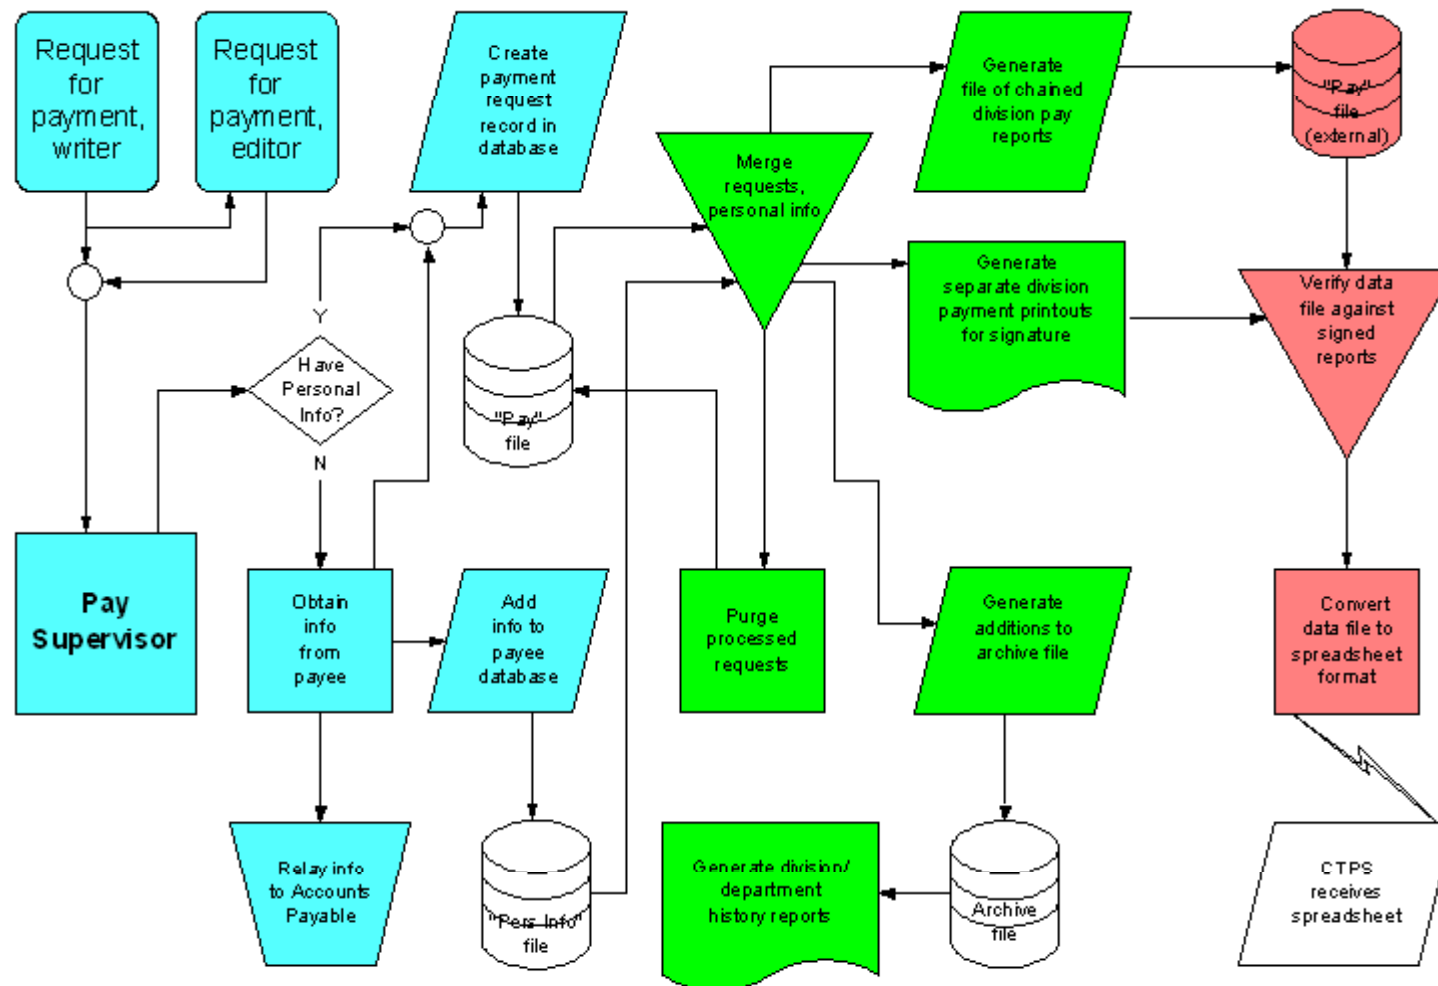 Request
for
payment,
writer
Request
for
payment,
editor
Create
payment
request
record in
database
Generate
file of chained
division pay
reports
"Pay"
file
(external)
Merge
requests,
personal info
Generate
separate division
payment printouts
for signature
Verify data
file against
signed
reports
Y
Have
Personal
Info?
N
"Pay"
file
Pay
Supervisor
Obtain
info
from
payee
Add
info to
payee
database
Purge
processed
requests
Generate
additions to
archive file
Convert
data file to
spreadsheet
format
Relay info
to Accounts
Payable
"Pers Info"
file
Generate division/
department
history reports
Archive
file
CTPS
receives
spreadsheet